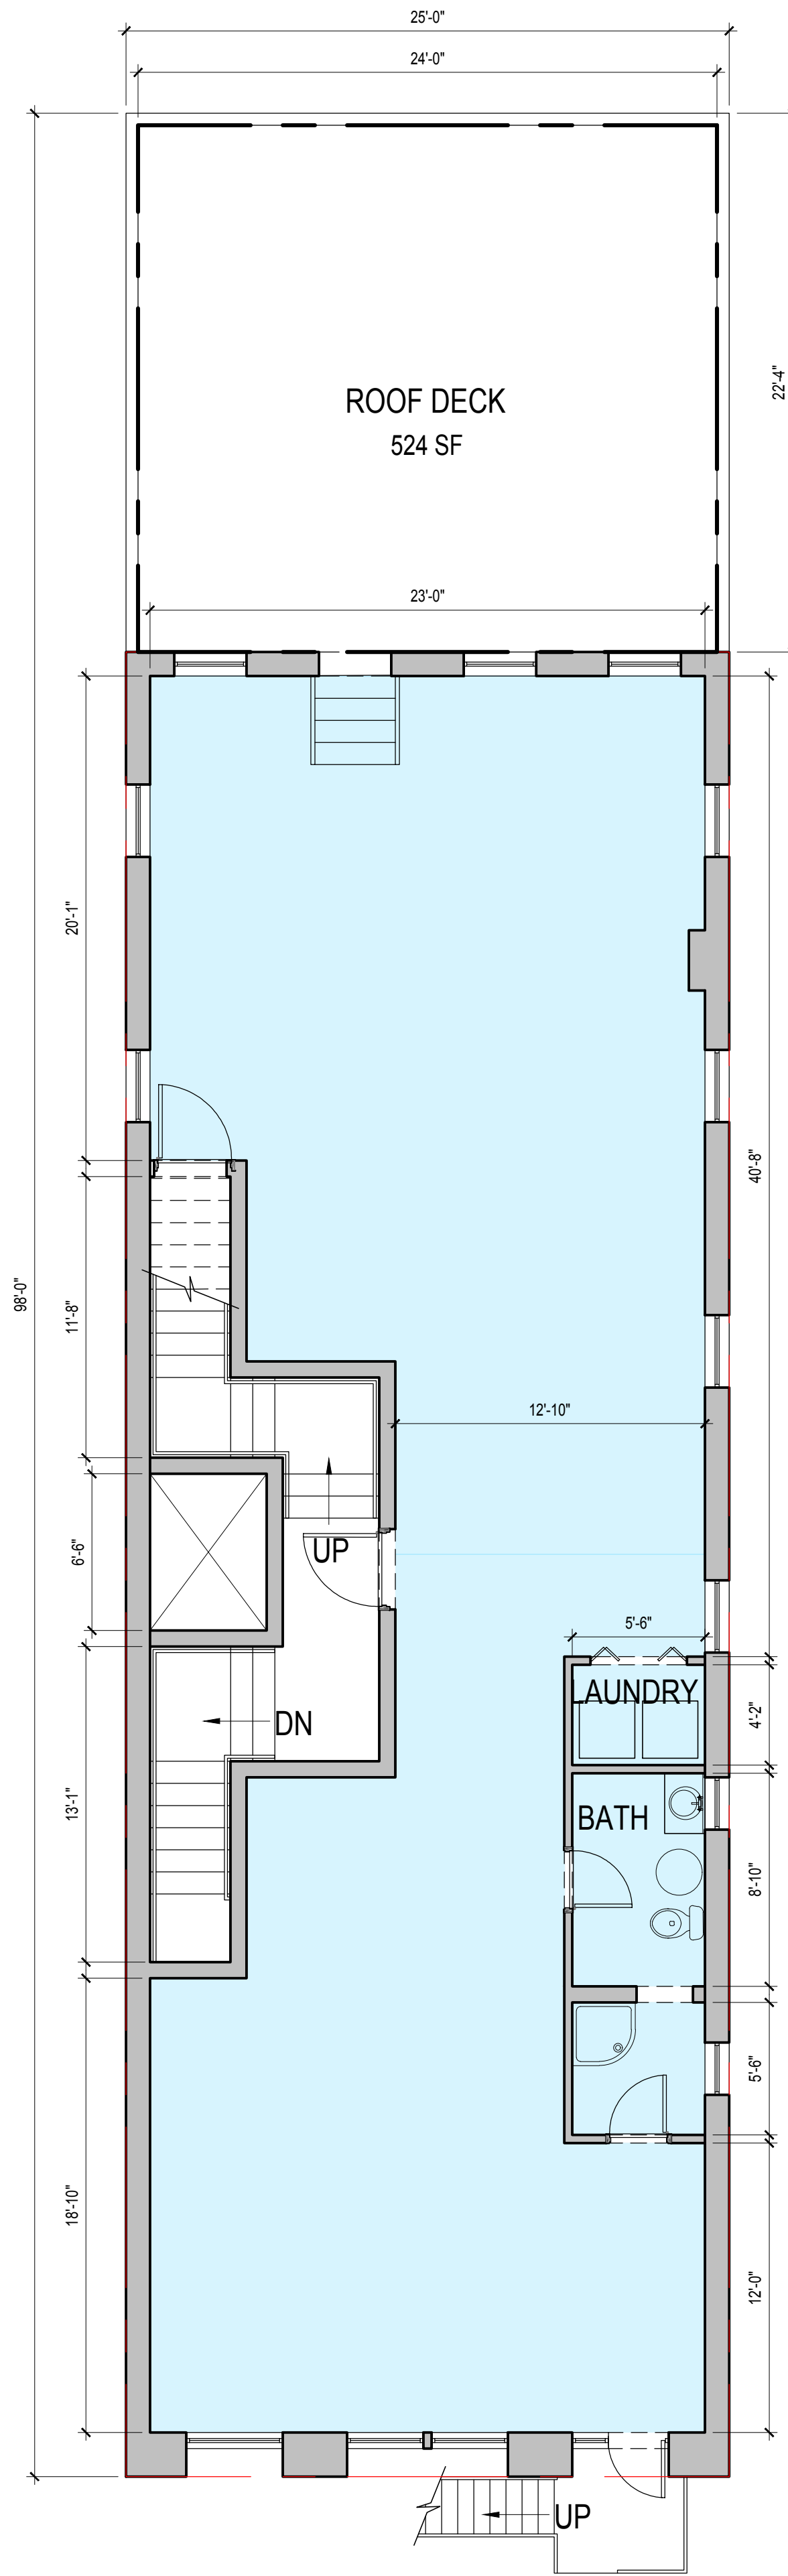 25'-0"
24'-0"
22'-4"
ROOF DECK
524 SF
23'-0"
20'-1"
40'-8"
98'-0"
11'-8"
12'-10"
6'-6"
UP
5'-6"
LAUNDRY
4'-2"
DN
13'-1"
BATH
8'-10"
5'-6"
18'-10"
12'-0"
UP